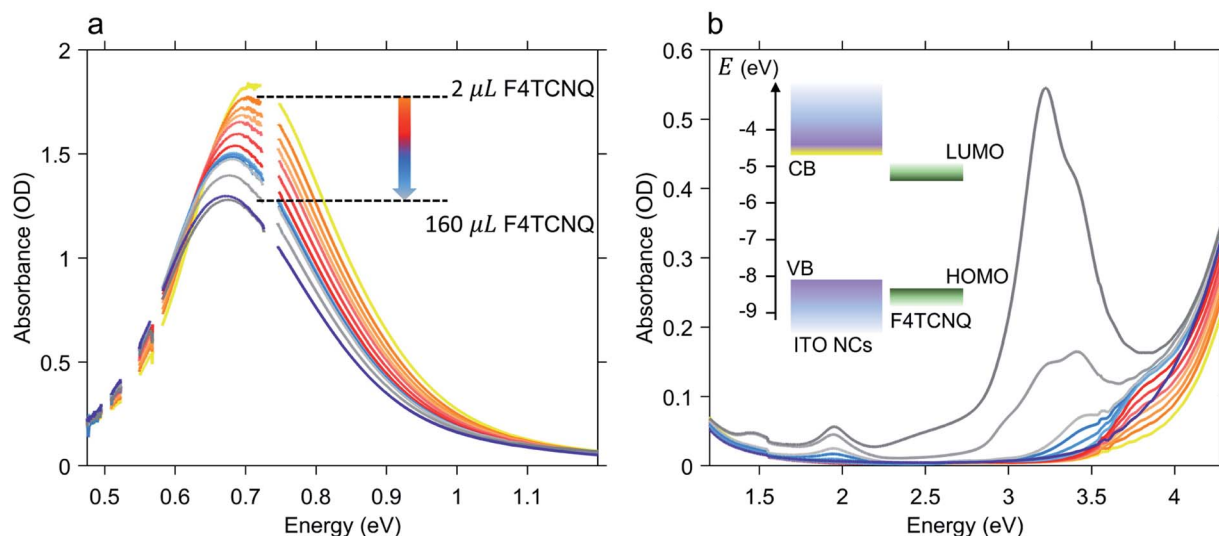 a
2
1.5
1
0.5
0
Absorbance (OD)
0.5 0.6 0.7 0.8 0.9 1 1.1
Energy (eV)
2 μL F4TCNQ
160 μL F4TCNQ
b
0.6
0.5
0.4
0.3
0.2
0.1
0
Absorbance (OD)
1.5 2 2.5 3 3.5 4
Energy (eV)
E (eV)
-4
-5
-6
-7
-8
-9
CB
LUMO
VB
HOMO
F4TCNQ
ITO NCs